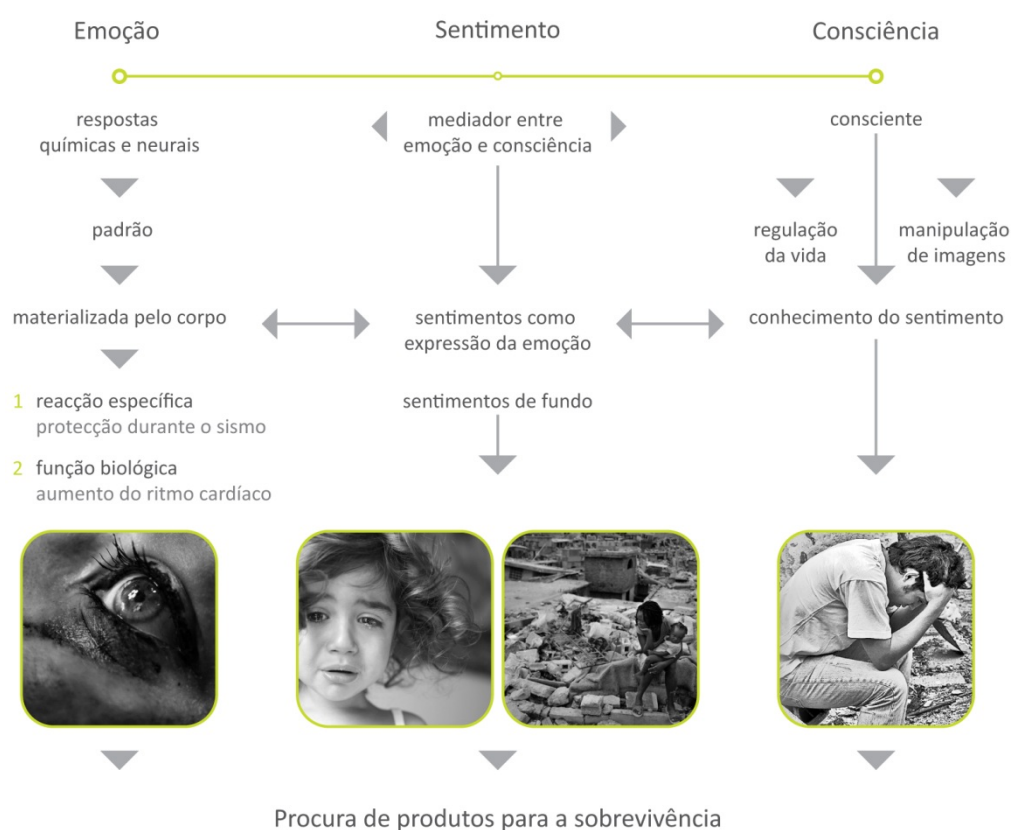 Emoção
Sentimento
Consciência
respostas
químicas e neurais
mediador entre
emoção e consciência
consciente
padrão
regulação
da vida
manipulação
de imagens
materializada pelo corpo
sentimentos como
expressão da emoção
conhecimento do sentimento
1 reacção específica
protecção durante o sismo
sentimentos de fundo
2 função biológica
aumento do ritmo cardíaco
Procura de produtos para a sobrevivência